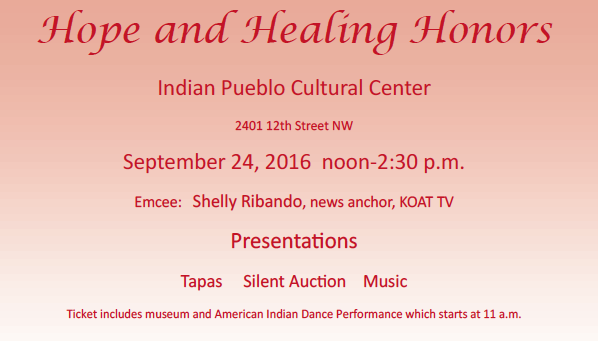 Hope and Healing Honors
Indian Pueblo Cultural Center
2401 12th Street NW
September 24, 2016  noon-2:30 p.m.
Emcee:   Shelly Ribando, news anchor, KOAT TV
Presentations
Tapas     Silent Auction    Music
Ticket includes museum and American Indian Dance Performance which starts at 11 a.m.